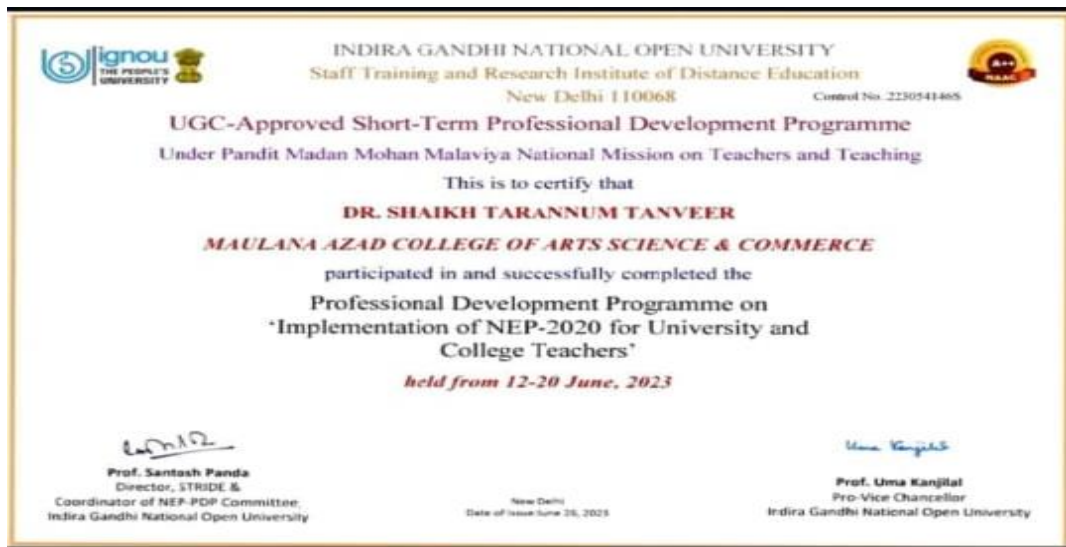 ignou
THE PEOPLE'S
UNIVERSITY
INDIRA GANDHI NATIONAL OPEN UNIVERSITY
Staff Training and Research Institute of Distance Education
New Delhi 110068
A++
NAAC
Control No.
UGC-Approved Short-Term Professional Development Programme
Under Pandit Madan Mohan Malaviya National Mission on Teachers and Teaching
This is to certify that
DR. SHAIKH TARANNUM TANVEER
MAULANA AZAD COLLEGE OF ARTS SCIENCE & COMMERCE
participated in and successfully completed the
Professional Development Programme on
'Implementation of NEP-2020 for University and
College Teachers'
held from 12-20 June, 2023
Prof. Santosh Panda
Director, STRIDE &
Coordinator of NEP-PDP Committee,
Indira Gandhi National Open University
New Delhi
Date of Issue June 2023
Uma Kanjilal
Prof. Uma Kanjilal
Pro-Vice Chancellor
Indira Gandhi National Open University